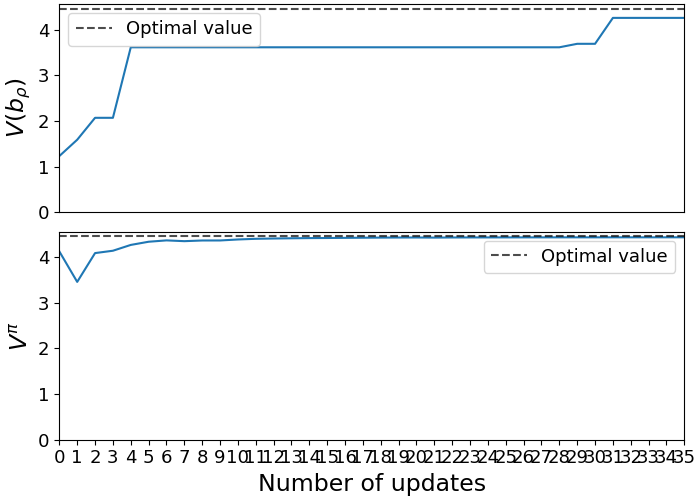 4
3
2
1
0
V(b_ρ)
Optimal value
4
3
2
1
0
V^π
Optimal value
0 1 2 3 4 5 6 7 8 9 10 11 12 13 14 15 16 17 18 19 20 21 22 23 24 25 26 27 28 29 30 31 32 33 34 35
Number of updates